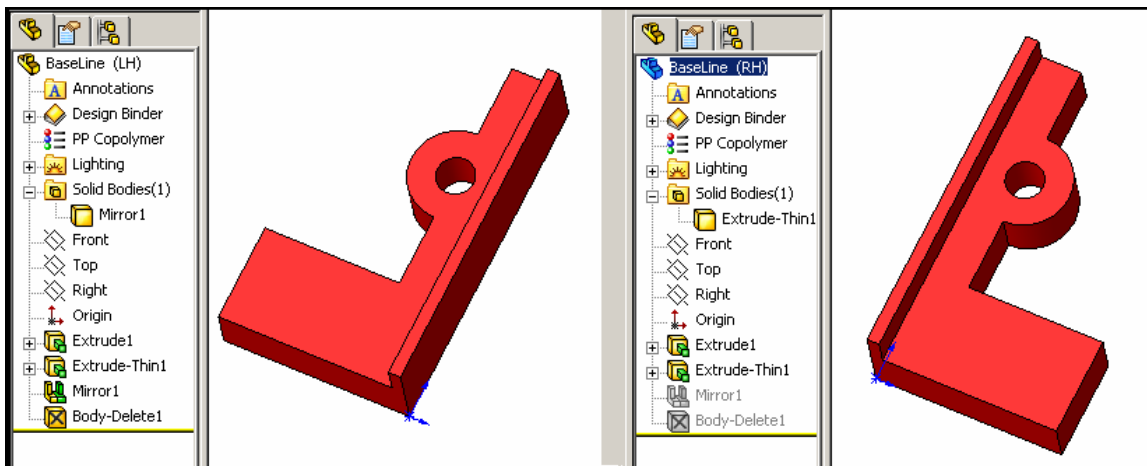 BaseLine (LH)
A Annotations
Design Binder
PP Copolymer
Lighting
Solid Bodies(1)
Mirror1
Front
Top
Right
Origin
Extrude1
Extrude-Thin1
Mirror1
Body-Delete1
BaseLine (RH)
A Annotations
Design Binder
PP Copolymer
Lighting
Solid Bodies(1)
Extrude-Thin1
Front
Top
Right
Origin
Extrude1
Extrude-Thin1
Mirror1
Body-Delete1